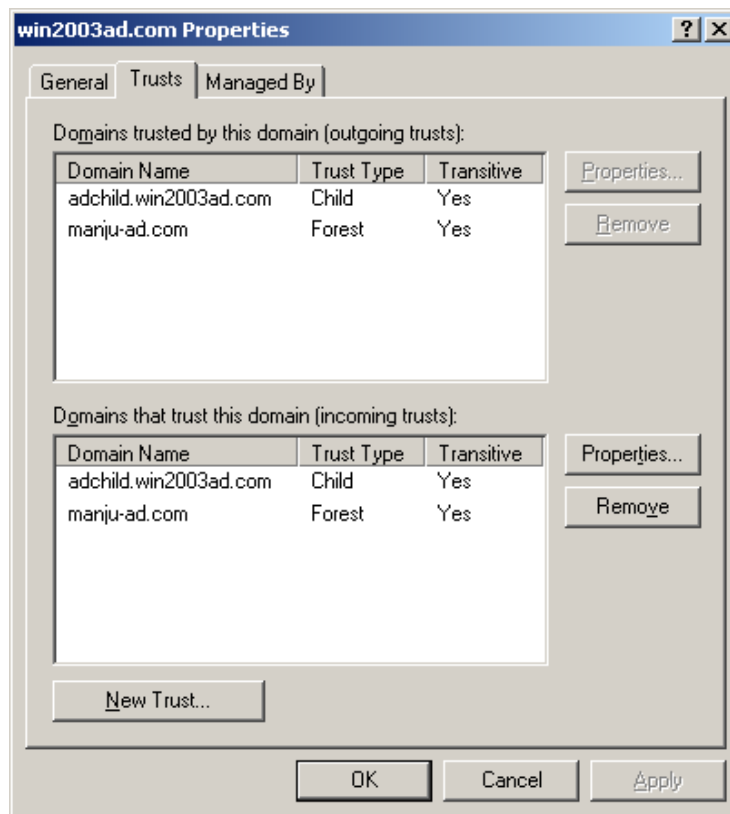 win2003ad.com Properties
General Trusts Managed By
Domains trusted by this domain (outgoing trusts):
Domain Name Trust Type Transitive
adchild.win2003ad.com Child Yes
manju-ad.com Forest Yes
Properties...
Remove
Domains that trust this domain (incoming trusts):
Domain Name Trust Type Transitive
adchild.win2003ad.com Child Yes
manju-ad.com Forest Yes
Properties...
Remove
New Trust...
OK Cancel Apply